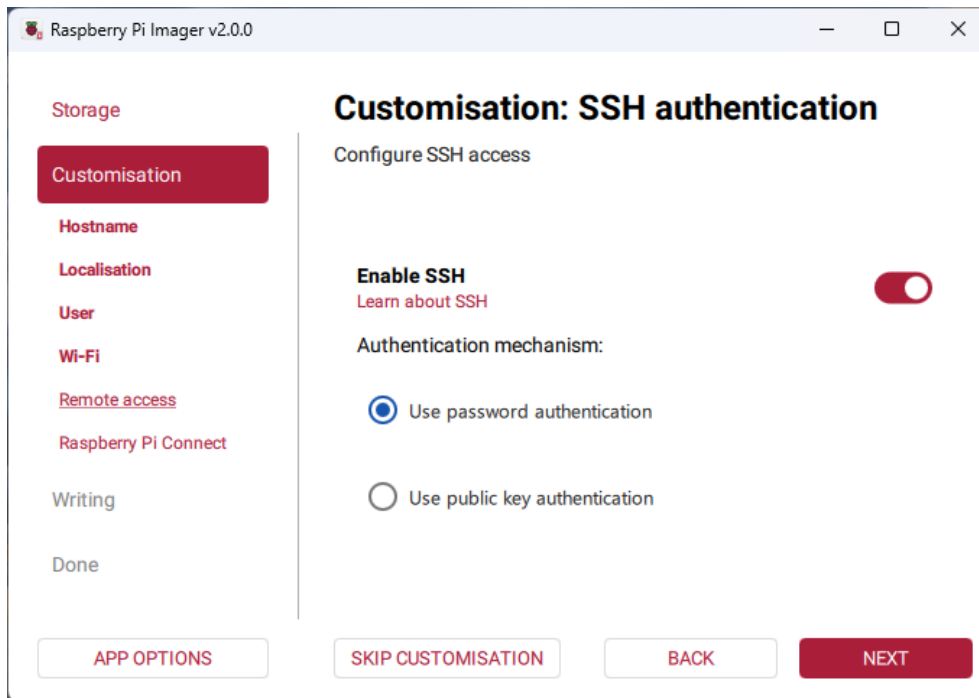 Raspberry Pi Imager v2.0.0
Storage
Customisation
Hostname
Localisation
User
Wi-Fi
Remote access
Raspberry Pi Connect
Writing
Done
APP OPTIONS
Customisation: SSH authentication
Configure SSH access
Enable SSH
Learn about SSH
Authentication mechanism:
Use password authentication
Use public key authentication
SKIP CUSTOMISATION
BACK
NEXT